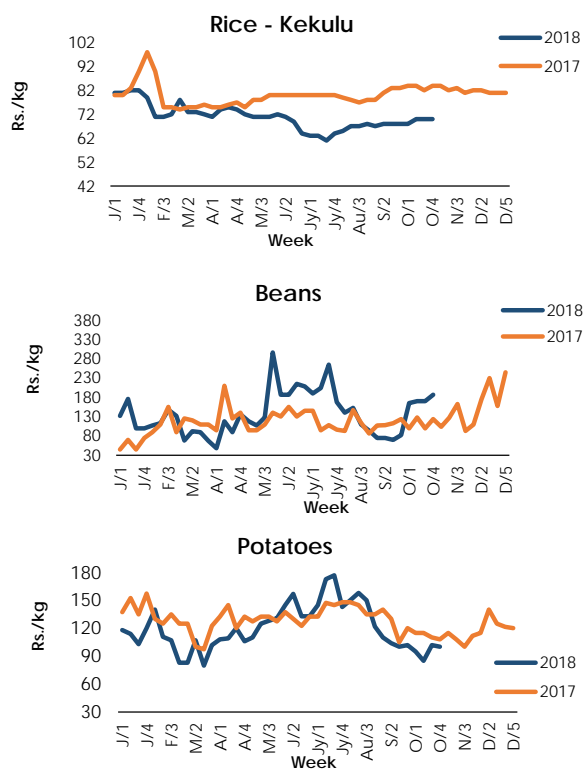 Rice - Kekulu
2018
2017
Rs./kg
102
92
82
72
62
52
42
J/1 J/4 F/3 M/2 A/1 A/4 M/3 J/2 Jy/1 Jy/4 Au/3 S/2 O/1 O/4 N/3 D/2 D/5
Week
Beans
2018
2017
Rs./kg
380
330
280
230
180
130
80
30
J/1 J/4 F/3 M/2 A/1 A/4 M/3 J/2 Jy/1 Jy/4 Au/3 S/2 O/1 O/4 N/3 D/2 D/5
Week
Potatoes
2018
2017
Rs./kg
180
150
120
90
60
30
J/1 J/4 F/3 M/2 A/1 A/4 M/3 J/2 Jy/1 Jy/4 Au/3 S/2 O/1 O/4 N/3 D/2 D/5
Week